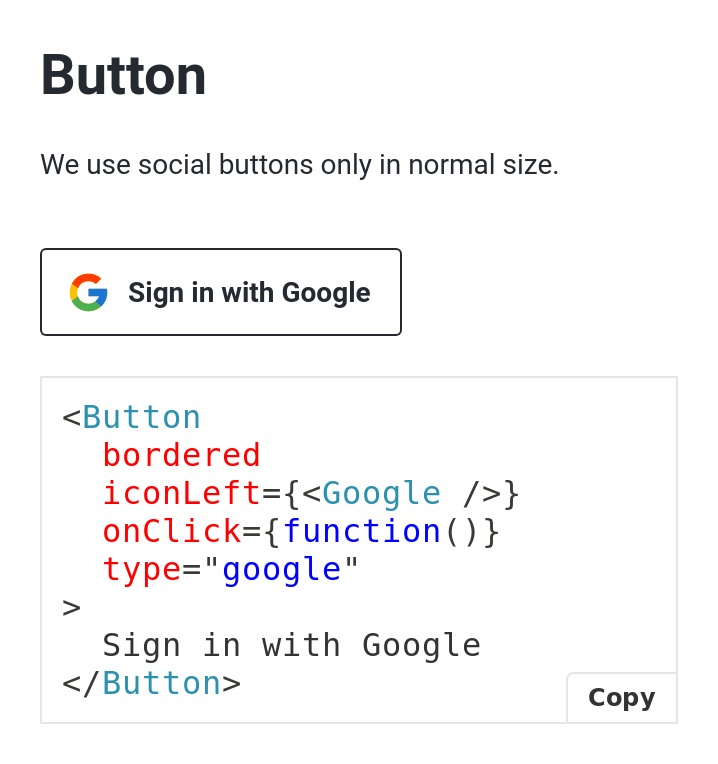 Button
We use social buttons only in normal size.
Sign in with Google
<Button
  bordered
  iconLeft={<Google />}
  onClick={function()}
  type="google"
>
  Sign in with Google
</Button>
Copy